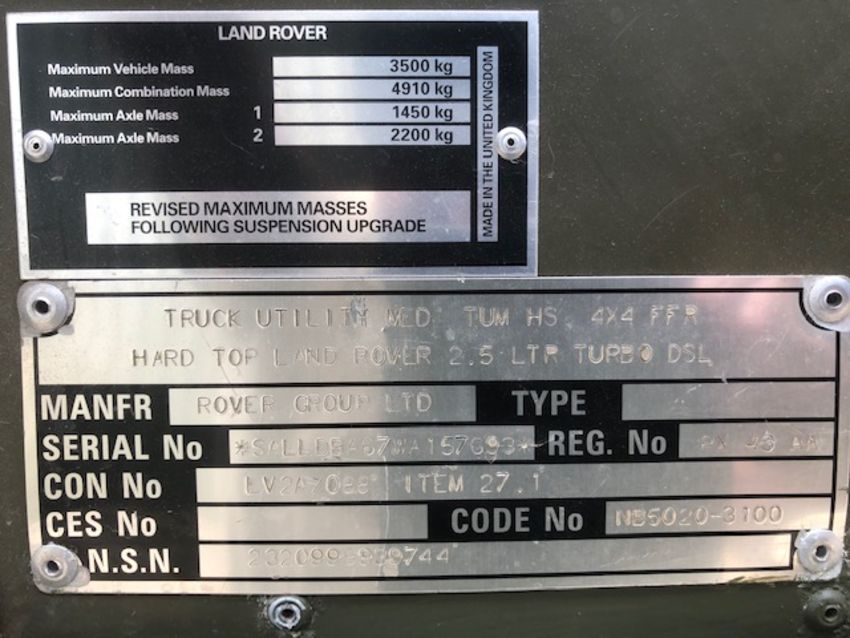 LAND ROVER
Maximum Vehicle Mass 3500 kg
Maximum Combination Mass 4910 kg
Maximum Axle Mass 1 1450 kg
Maximum Axle Mass 2 2200 kg
MADE IN THE UNITED KINGDOM
REVISED MAXIMUM MASSES
FOLLOWING SUSPENSION UPGRADE
TRUCK UTILITY MED TUM HS 4X4 FFR
HARD TOP LAND ROVER 2.5 LTR TURBO DSL
MANFR ROVER GROUP LTD TYPE
SERIAL No REG. No
CON No ITEM 27.1
CES No CODE No NB5020-3100
N.S.N.